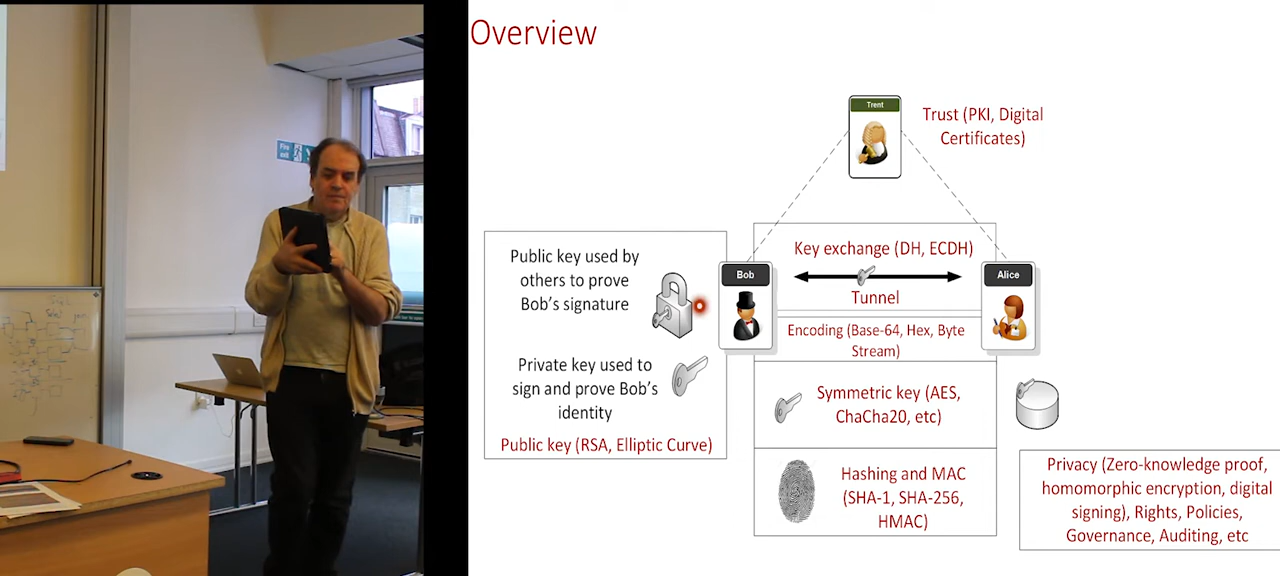 Overview
Fire
exit
Trent
Trust (PKI, Digital
Certificates)
Public key used by
others to prove
Bob's signature
Private key used to
sign and prove Bob's
identity
Public key (RSA, Elliptic Curve)
Bob
Key exchange (DH, ECDH)
Tunnel
Alice
Encoding (Base-64, Hex, Byte
Stream)
Symmetric key (AES,
ChaCha20, etc)
Hashing and MAC
(SHA-1, SHA-256,
HMAC)
Privacy (Zero-knowledge proof,
homomorphic encryption, digital
signing), Rights, Policies,
Governance, Auditing, etc